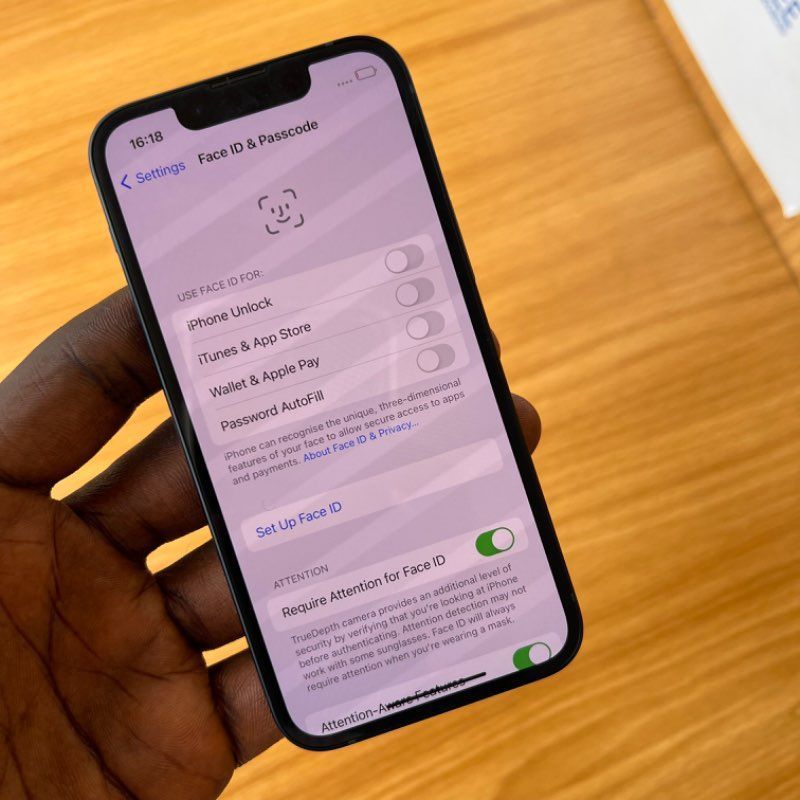 16:18
Settings
Face ID & Passcode
USE FACE ID FOR:
iPhone Unlock
iTunes & App Store
Wallet & Apple Pay
Password AutoFill
iPhone can recognise the unique, three-dimensional
features of your face to allow secure access to apps
and payments. About Face ID & Privacy...
Set Up Face ID
ATTENTION
Require Attention for Face ID
TrueDepth camera provides an additional level of
security by verifying that you're looking at iPhone
before authenticating. Attention detection may not
work with some sunglasses. Face ID will always
require attention when you're wearing a mask.
Attention-Aware Features